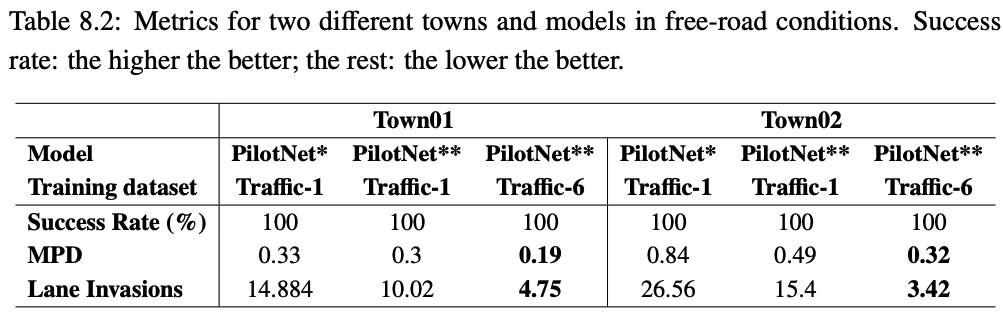 Table 8.2: Metrics for two different towns and models in free-road conditions. Success
rate: the higher the better; the rest: the lower the better.
Town01 Town02
Model PilotNet* PilotNet** PilotNet** PilotNet* PilotNet** PilotNet**
Training dataset Traffic-1 Traffic-1 Traffic-6 Traffic-1 Traffic-1 Traffic-6
Success Rate (%) 100 100 100 100 100 100
MPD 0.33 0.3 0.19 0.84 0.49 0.32
Lane Invasions 14.884 10.02 4.75 26.56 15.4 3.42